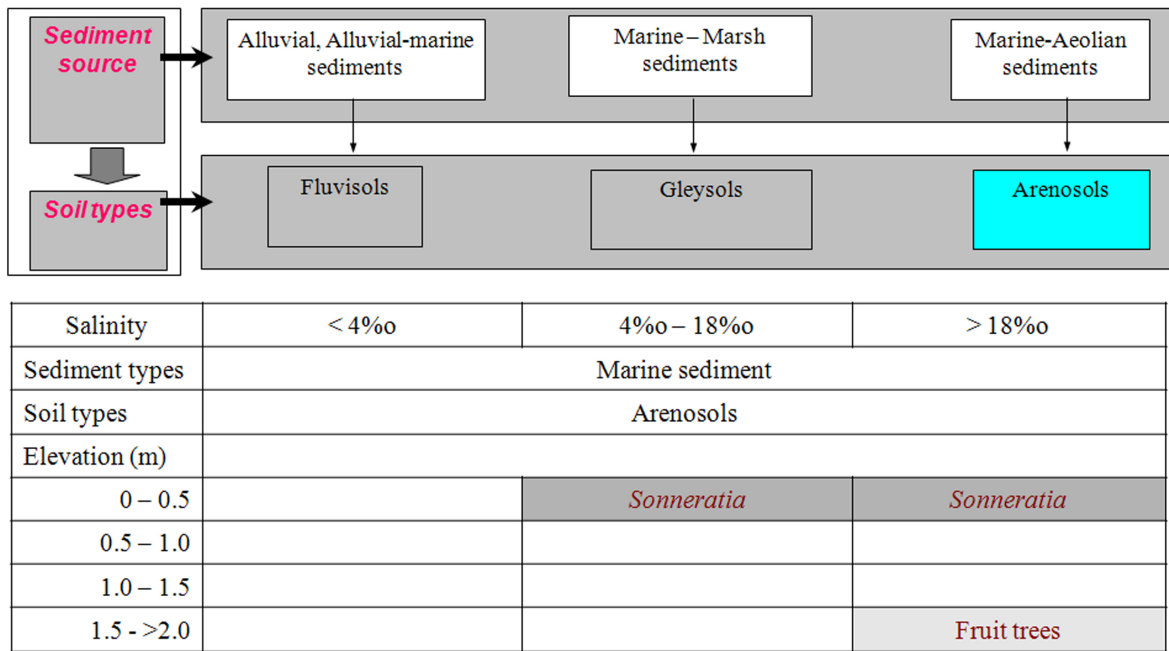 Sediment
source
Alluvial, Alluvial-marine
sediments
Marine – Marsh
sediments
Marine-Aeolian
sediments
Soil types
Fluvisols
Gleysols
Arenosols
Salinity < 4%o 4%o – 18%o > 18%o
Sediment types Marine sediment
Soil types Arenosols
Elevation (m)
0 – 0.5 Sonneratia Sonneratia
0.5 – 1.0
1.0 – 1.5
1.5 - >2.0 Fruit trees